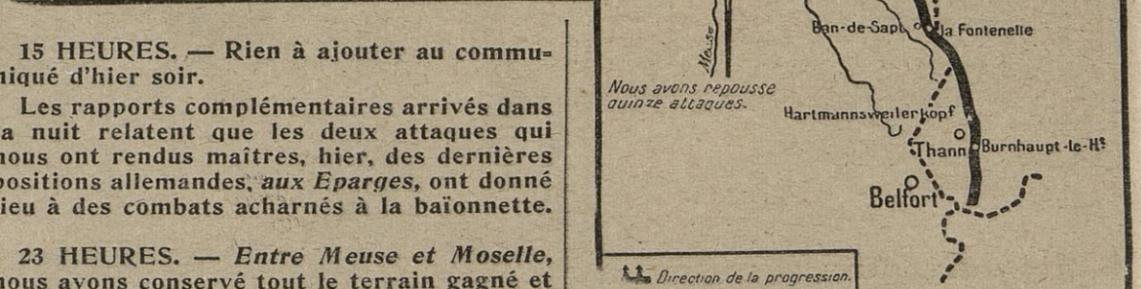 15 HEURES. — Rien à ajouter au commu-
niqué d'hier soir.
Les rapports complémentaires arrivés dans
la nuit relatent que les deux attaques qui
nous ont rendus maîtres, hier, des dernières
positions allemandes, aux Eparges, ont donné
lieu à des combats acharnés à la baïonnette.
23 HEURES. — Entre Meuse et Moselle,
nous avons conservé tout le terrain gagné et
Meuse
Nous avons repoussé
quinze attaques.
Ban-de-Sapt
la Fontenelle
Hartmannsweilerkopf
Thann
Burnhaupt-le-Ht
Belfort
Direction de la progression.